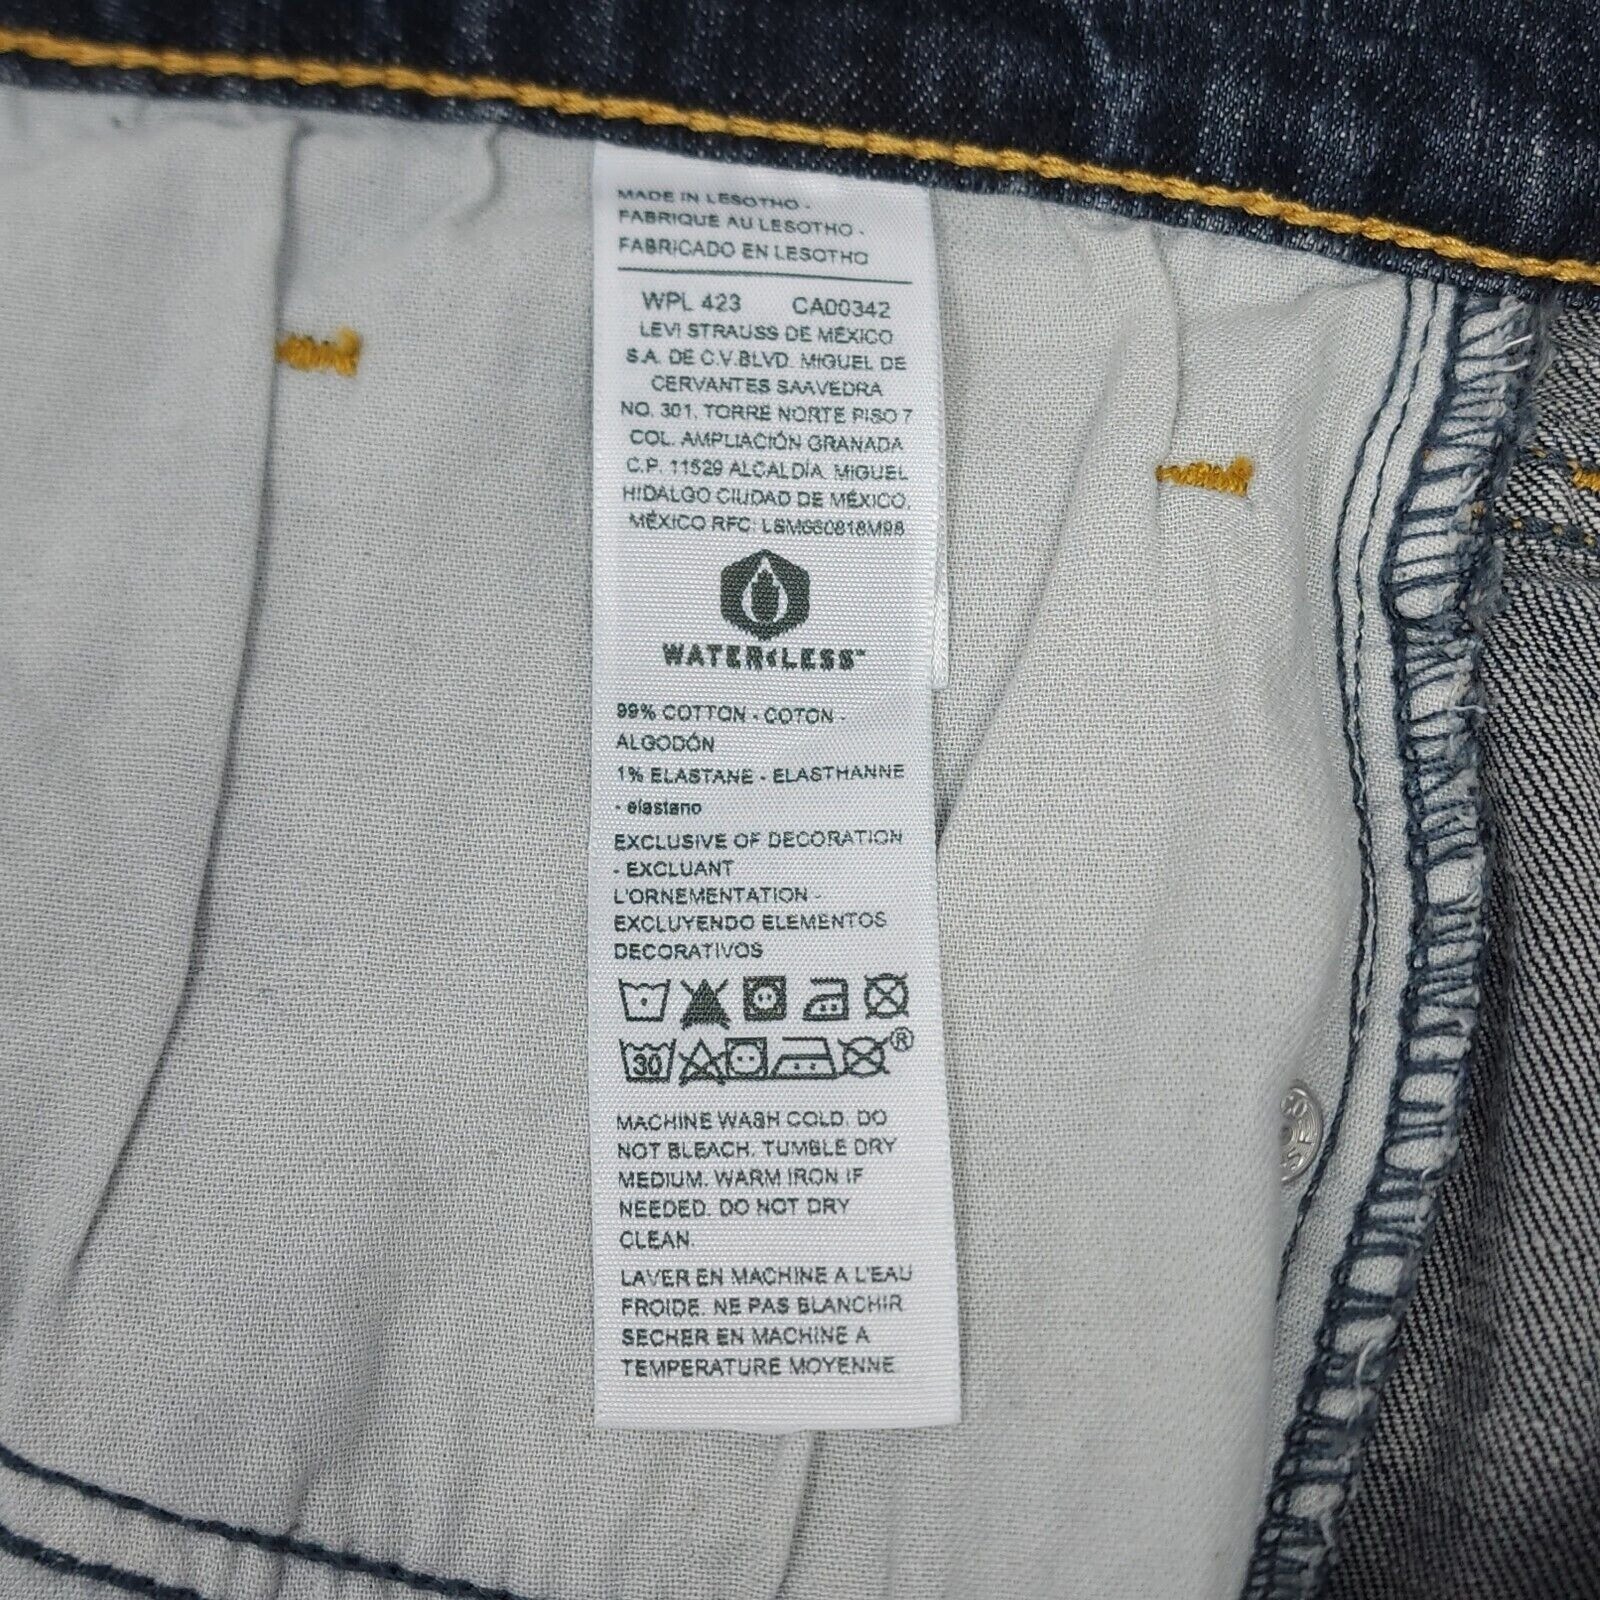 MADE IN LESOTHO -
FABRIQUE AU LESOTHO -
FABRICADO EN LESOTHO
WPL 423 CA00342
LEVI STRAUSS DE MÉXICO
S.A. DE C.V.BLVD. MIGUEL DE
CERVANTES SAAVEDRA
NO. 301, TORRE NORTE PISO 7
COL. AMPLIACIÓN GRANADA
C.P. 11529 ALCALDÍA. MIGUEL
HIDALGO CIUDAD DE MÉXICO,
MÉXICO RFC: LSM660818M98
WATER<LESS™
99% COTTON - COTON -
ALGODÓN
1% ELASTANE - ELASTHANNE
- elastano
EXCLUSIVE OF DECORATION
- EXCLUANT
L'ORNEMENTATION -
EXCLUYENDO ELEMENTOS
DECORATIVOS
30 ®
MACHINE WASH COLD. DO
NOT BLEACH. TUMBLE DRY
MEDIUM. WARM IRON IF
NEEDED. DO NOT DRY
CLEAN.
LAVER EN MACHINE A L'EAU
FROIDE. NE PAS BLANCHIR
SECHER EN MACHINE A
TEMPERATURE MOYENNE.